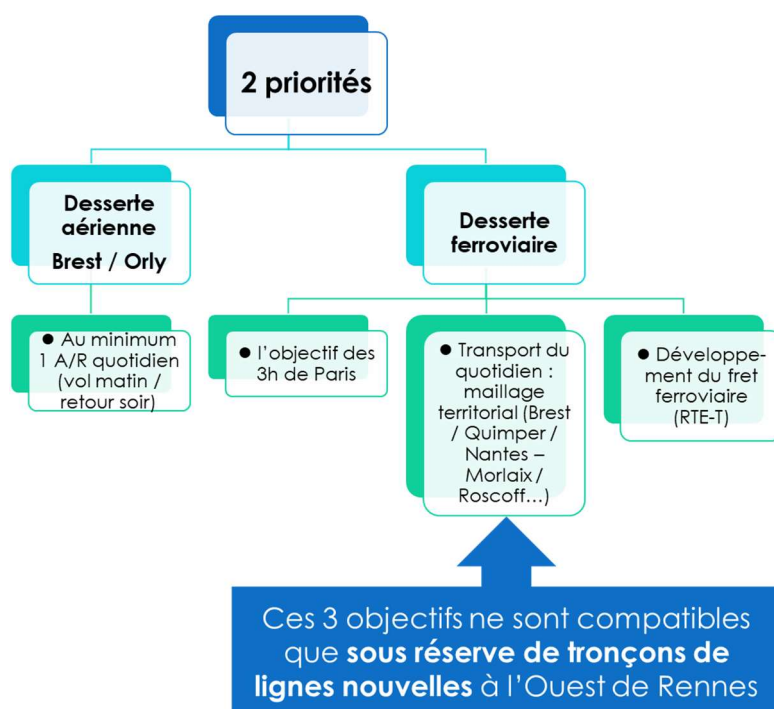 2 priorités
Desserte
aérienne
Brest / Orly
Desserte
ferroviaire
● Au minimum
1 A/R quotidien
(vol matin /
retour soir)
● l’objectif des
3h de Paris
● Transport du
quotidien :
maillage
territorial (Brest
/ Quimper /
Nantes –
Morlaix /
Roscoff…)
● Développe-
ment du fret
ferroviaire
(RTE-T)
Ces 3 objectifs ne sont compatibles
que sous réserve de tronçons de
lignes nouvelles à l’Ouest de Rennes